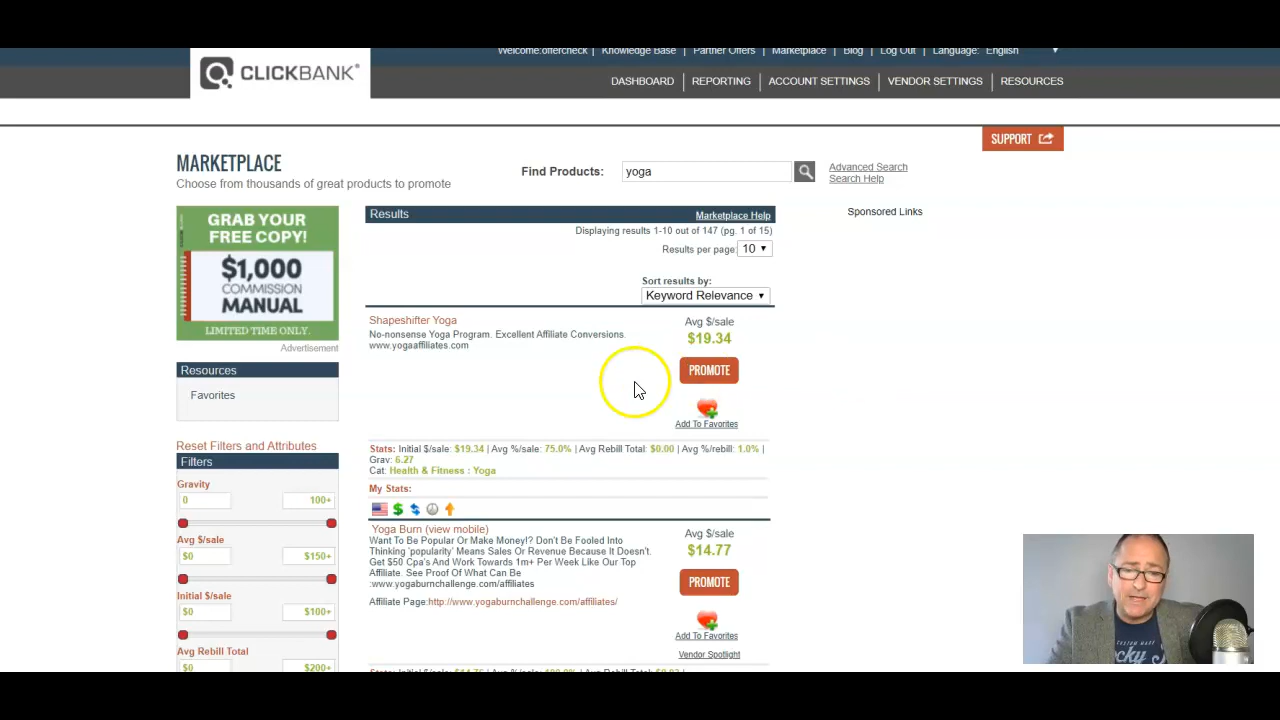 Welcome:offercheck | Knowledge Base | Partner Offers | Marketplace | Blog | Log Out | Language: English
CLICKBANK®
DASHBOARD | REPORTING | ACCOUNT SETTINGS | VENDOR SETTINGS | RESOURCES
SUPPORT
MARKETPLACE
Choose from thousands of great products to promote
Find Products:
yoga
Advanced Search
Search Help
GRAB YOUR
FREE COPY!
$1,000
COMMISSION
MANUAL
LIMITED TIME ONLY.
Advertisement
Resources
Favorites
Reset Filters and Attributes
Filters
Gravity
0 100+
Avg $/sale
$0 $150+
Initial $/sale
$0 $100+
Avg Rebill Total
$0 $200+
Results Marketplace Help
Displaying results 1-10 out of 147 (pg. 1 of 15)
Results per page: 10
Sort results by:
Keyword Relevance
Shapeshifter Yoga
No-nonsense Yoga Program. Excellent Affiliate Conversions.
www.yogaaffiliates.com
Avg $/sale
$19.34
PROMOTE
Add To Favorites
Stats: Initial $/sale: $19.34 | Avg %/sale: 75.0% | Avg Rebill Total: $0.00 | Avg %/rebill: 1.0% |
Grav: 6.27
Cat: Health & Fitness : Yoga
My Stats:
Yoga Burn (view mobile)
Want To Be Popular Or Make Money!? Don't Be Fooled Into
Thinking 'popularity' Means Sales Or Revenue Because It Doesn't.
Get $50 Cpa's And Work Towards 1m+ Per Week Like Our Top
Affiliate. See Proof Of What Can Be
:www.yogaburnchallenge.com/affiliates
Affiliate Page:http://www.yogaburnchallenge.com/affiliates/
Avg $/sale
$14.77
PROMOTE
Add To Favorites
Vendor Spotlight
Sponsored Links